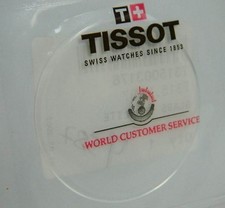 TISSOT
SWISS WATCHES SINCE 1853
WORLD CUSTOMER SERVICE